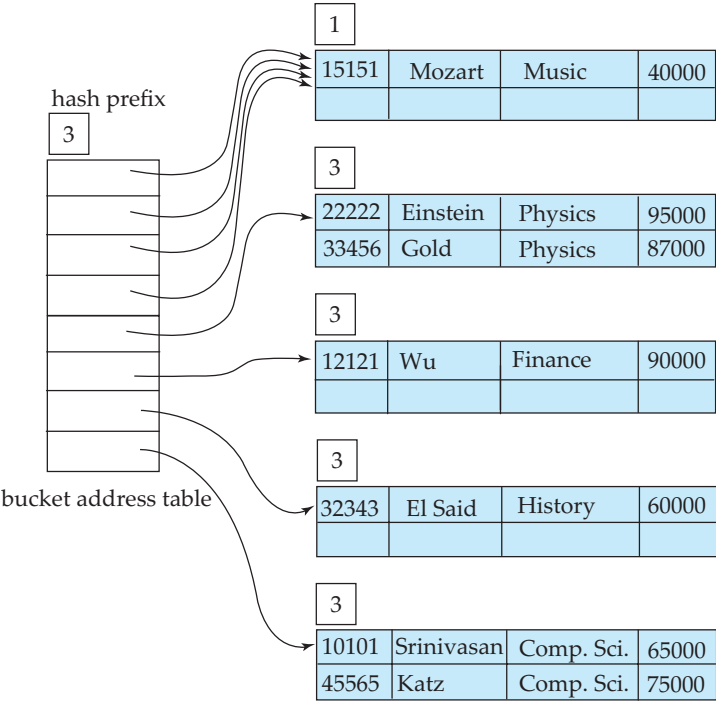 1
15151 Mozart Music 40000
hash prefix
3
3
22222 Einstein Physics 95000
33456 Gold Physics 87000
3
12121 Wu Finance 90000
3
bucket address table
32343 El Said History 60000
3
10101 Srinivasan Comp. Sci. 65000
45565 Katz Comp. Sci. 75000